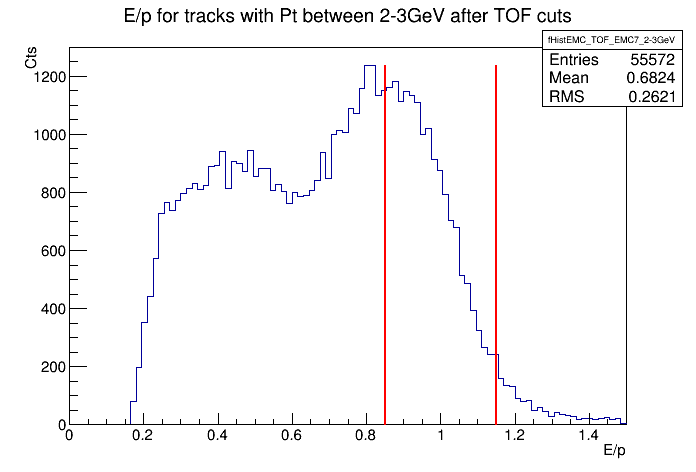 E/p for tracks with Pt between 2-3GeV after TOF cuts
fHistEMC_TOF_EMC7_2-3GeV
Entries 55572
Mean 0.6824
RMS 0.2621
Cts
1200
1000
800
600
400
200
0
0 0.2 0.4 0.6 0.8 1 1.2 1.4
E/p